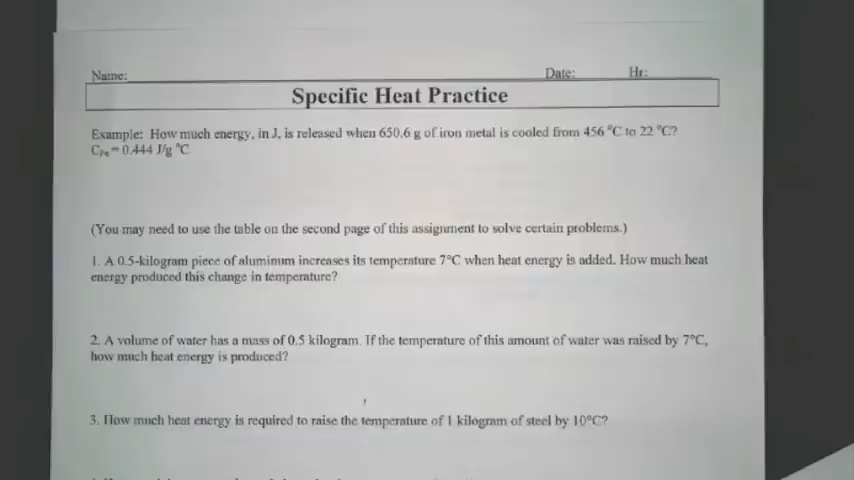 Name: Date: Hr:
Specific Heat Practice
Example: How much energy, in J, is released when 650.6 g of iron metal is cooled from 456 °C to 22 °C?
C_Fe = 0.444 J/g °C
(You may need to use the table on the second page of this assignment to solve certain problems.)
1. A 0.5-kilogram piece of aluminum increases its temperature 7°C when heat energy is added. How much heat
energy produced this change in temperature?
2. A volume of water has a mass of 0.5 kilogram. If the temperature of this amount of water was raised by 7°C,
how much heat energy is produced?
3. How much heat energy is required to raise the temperature of 1 kilogram of steel by 10°C?